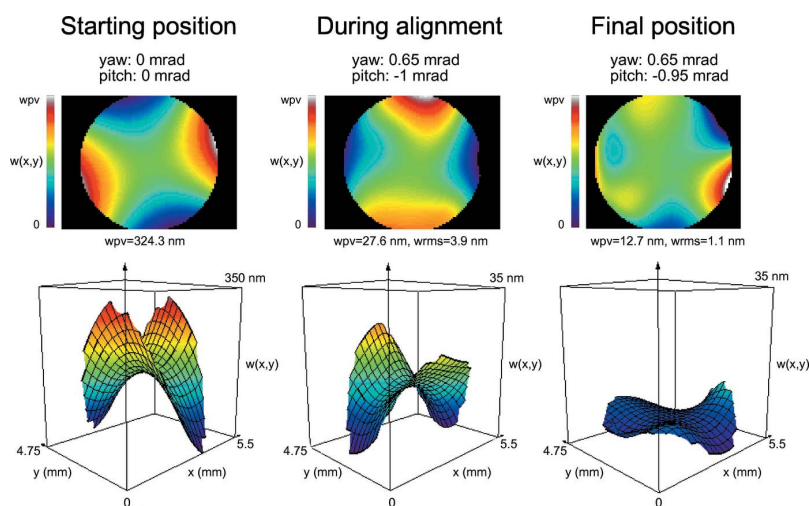 Starting position
yaw: 0 mrad
pitch: 0 mrad
wpv
w(x,y)
0
wpv=324.3 nm
350 nm
w(x,y)
4.75
5.5
y (mm)
x (mm)
0
During alignment
yaw: 0.65 mrad
pitch: -1 mrad
wpv
w(x,y)
0
wpv=27.6 nm, wrms=3.9 nm
35 nm
w(x,y)
4.75
5.5
y (mm)
x (mm)
0
Final position
yaw: 0.65 mrad
pitch: -0.95 mrad
wpv
w(x,y)
0
wpv=12.7 nm, wrms=1.1 nm
35 nm
w(x,y)
4.75
5.5
y (mm)
x (mm)
0